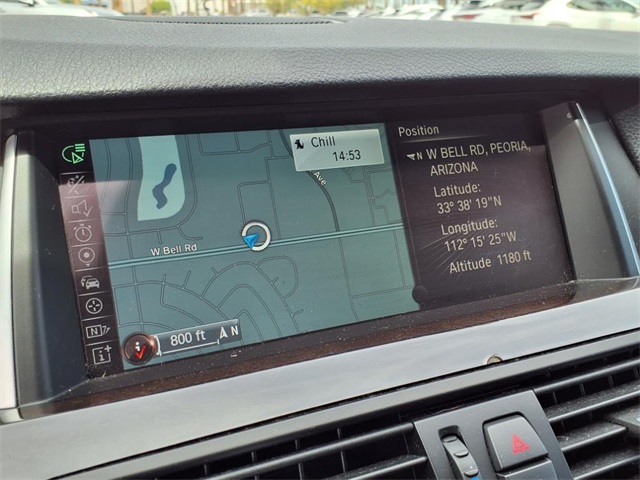 Chill
14:53
Ave
W Bell Rd
800 ft
N
Position
N W BELL RD, PEORIA,
ARIZONA
Latitude:
33° 38' 19"N
Longitude:
112° 15' 25"W
Altitude 1180 ft
N